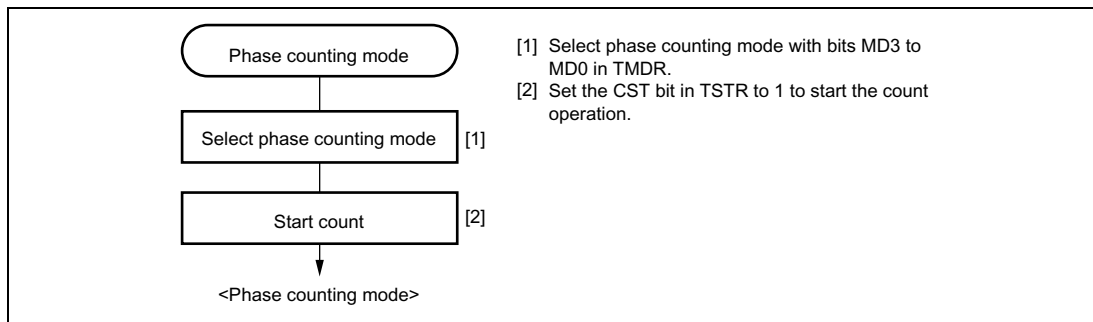 Phase counting mode
Select phase counting mode [1]
Start count [2]
<Phase counting mode>
[1] Select phase counting mode with bits MD3 to
MD0 in TMDR.
[2] Set the CST bit in TSTR to 1 to start the count
operation.